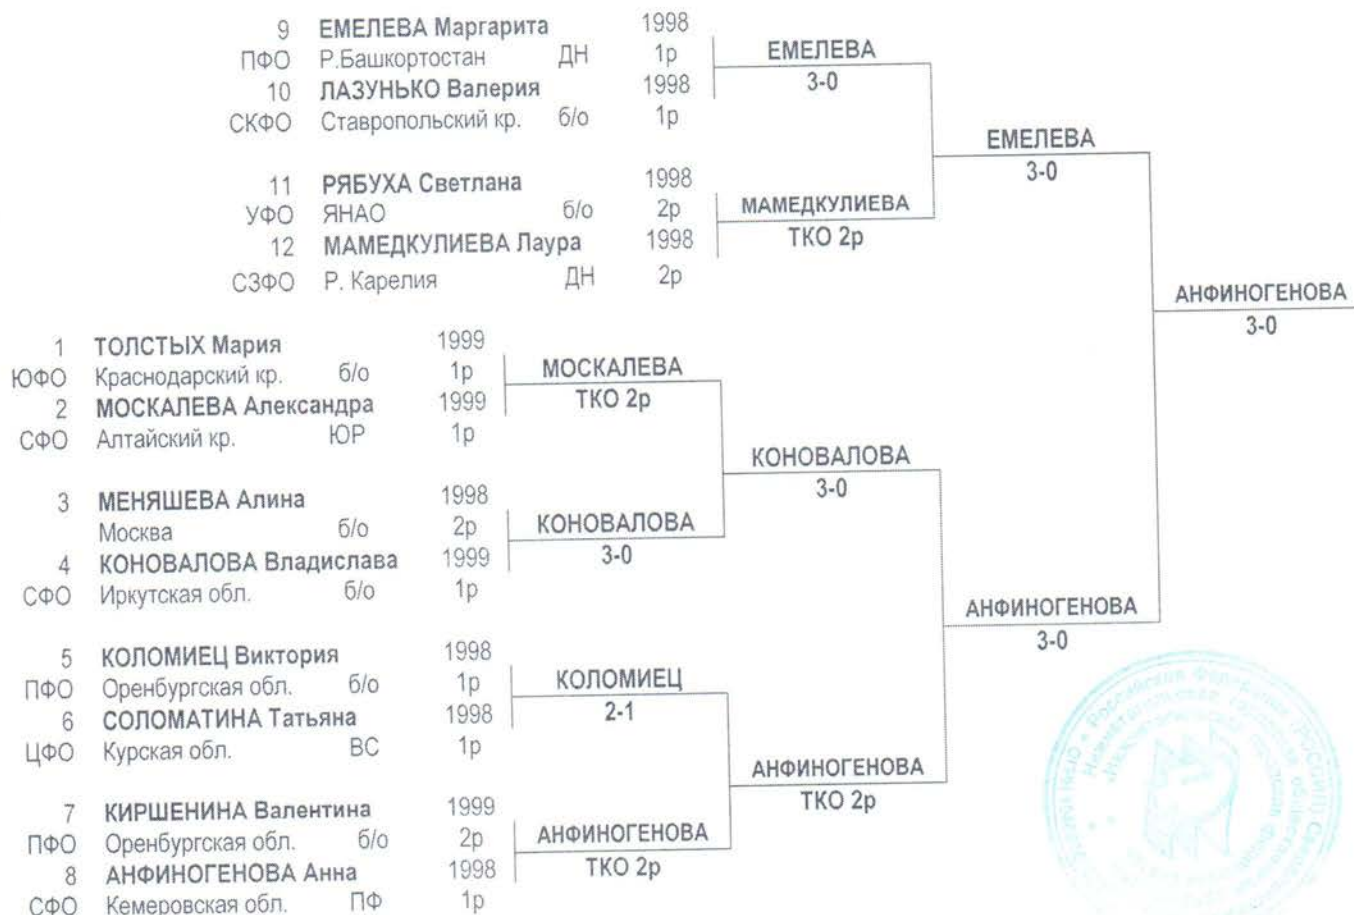 9 ЕМЕЛЕВА Маргарита 1998
ПФО Р.Башкортостан ДН 1р
ЕМЕЛЕВА
3-0
10 ЛАЗУНЬКО Валерия 1998
СКФО Ставропольский кр. б/о 1р
ЕМЕЛЕВА
3-0
11 РЯБУХА Светлана 1998
УФО ЯНАО б/о 2р
МАМЕДКУЛИЕВА
ТКО 2р
12 МАМЕДКУЛИЕВА Лаура 1998
СЗФО Р. Карелия ДН 2р
АНФИНОГЕНОВА
3-0
1 ТОЛСТЫХ Мария 1999
ЮФО Краснодарский кр. б/о 1р
МОСКАЛЕВА
ТКО 2р
2 МОСКАЛЕВА Александра 1999
СФО Алтайский кр. ЮР 1р
КОНОВАЛОВА
3-0
3 МЕНЯШЕВА Алина 1998
Москва б/о 2р
КОНОВАЛОВА
3-0
4 КОНОВАЛОВА Владислава 1999
СФО Иркутская обл. б/о 1р
АНФИНОГЕНОВА
3-0
5 КОЛОМИЕЦ Виктория 1998
ПФО Оренбургская обл. б/о 1р
КОЛОМИЕЦ
2-1
6 СОЛОМАТИНА Татьяна 1998
ЦФО Курская обл. ВС 1р
АНФИНОГЕНОВА
ТКО 2р
7 КИРШЕНИНА Валентина 1999
ПФО Оренбургская обл. б/о 2р
АНФИНОГЕНОВА
ТКО 2р
8 АНФИНОГЕНОВА Анна 1998
СФО Кемеровская обл. ПФ 1р